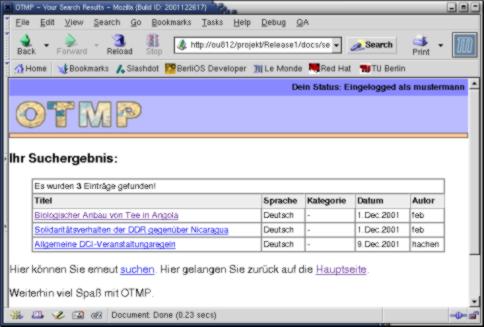 OTMP - Your Search Results - Mozilla {Build ID: 2001122617}
File Edit View Search Go Bookmarks Tasks Help Debug QA
Back Forward Reload Stop http://ou812/projekt/Release1/docs/se Search Print
Home Bookmarks Slashdot BerliOS Developer Le Monde Red Hat TU Berlin
Dein Status: Eingelogged als mustermann
OTMP
Ihr Suchergebnis:
Es wurden 3 Einträge gefunden!
Titel Sprache Kategorie Datum Autor
Biologischer Anbau von Tee in Angola Deutsch - 1.Dec.2001 feb
Solidaritätsverhalten der DDR gegenüber Nicaragua Deutsch - 1.Dec.2001 feb
Allgemeine DCI-Veranstaltungsregeln Deutsch - 9.Dec.2001 hachen
Hier können Sie erneut suchen. Hier gelangen Sie zurück auf die Hauptseite.
Weiterhin viel Spaß mit OTMP.
Document: Done (0.23 secs)